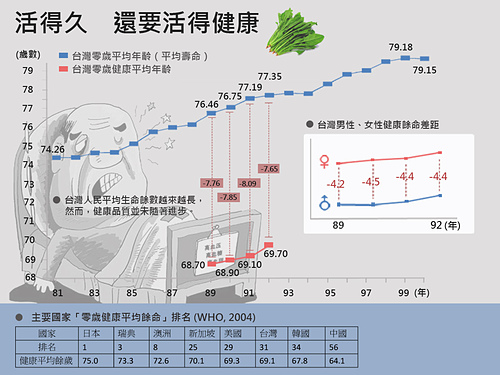 活得久 還要活得健康
(歲數)
台灣零歲平均年齡(平均壽命)
台灣零歲健康平均年齡
79
78
77
76
75
74
73
72
71
70
69
68
74.26
76.46
76.75
77.19
77.35
79.18
79.15
-7.76
-7.85
-8.09
-7.65
68.70
68.90
69.10
69.70
台灣人民平均生命餘數越來越長,
然而,健康品質並未隨著進步。
高血壓
高血糖
81 83 85 87 89 91 93 95 97 99 (年)
台灣男性、女性健康餘命差距
♀
♂
-4.2
-4.5
-4.4
-4.4
89 92 (年)
主要國家「零歲健康平均餘命」排名 (WHO, 2004)
國家 日本 瑞典 澳洲 新加坡 美國 台灣 韓國 中國
排名 1 3 8 25 29 31 34 56
健康平均餘歲 75.0 73.3 72.6 70.1 69.3 69.1 67.8 64.1